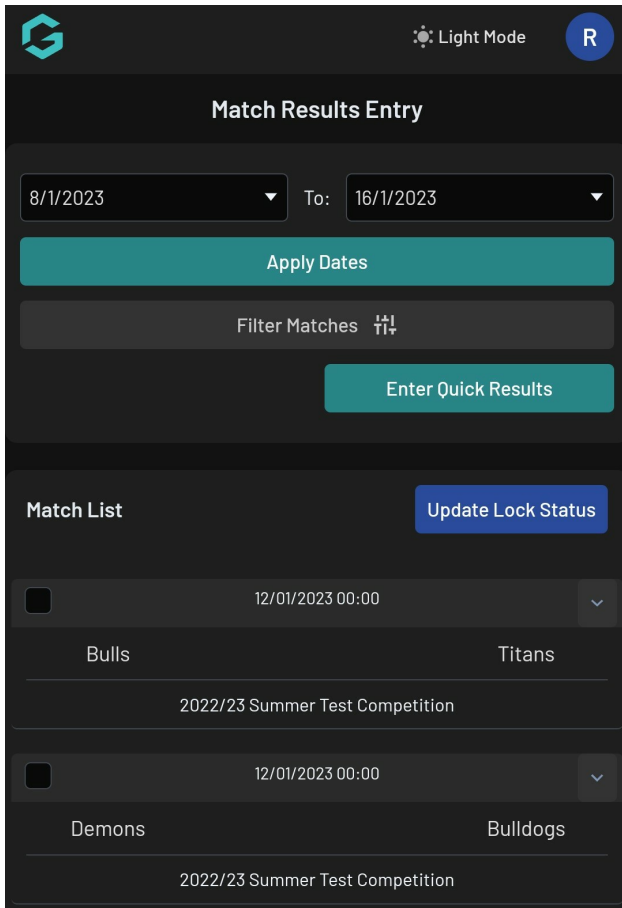 Light Mode
R
Match Results Entry
8/1/2023 To: 16/1/2023
Apply Dates
Filter Matches
Enter Quick Results
Match List Update Lock Status
12/01/2023 00:00
Bulls Titans
2022/23 Summer Test Competition
12/01/2023 00:00
Demons Bulldogs
2022/23 Summer Test Competition